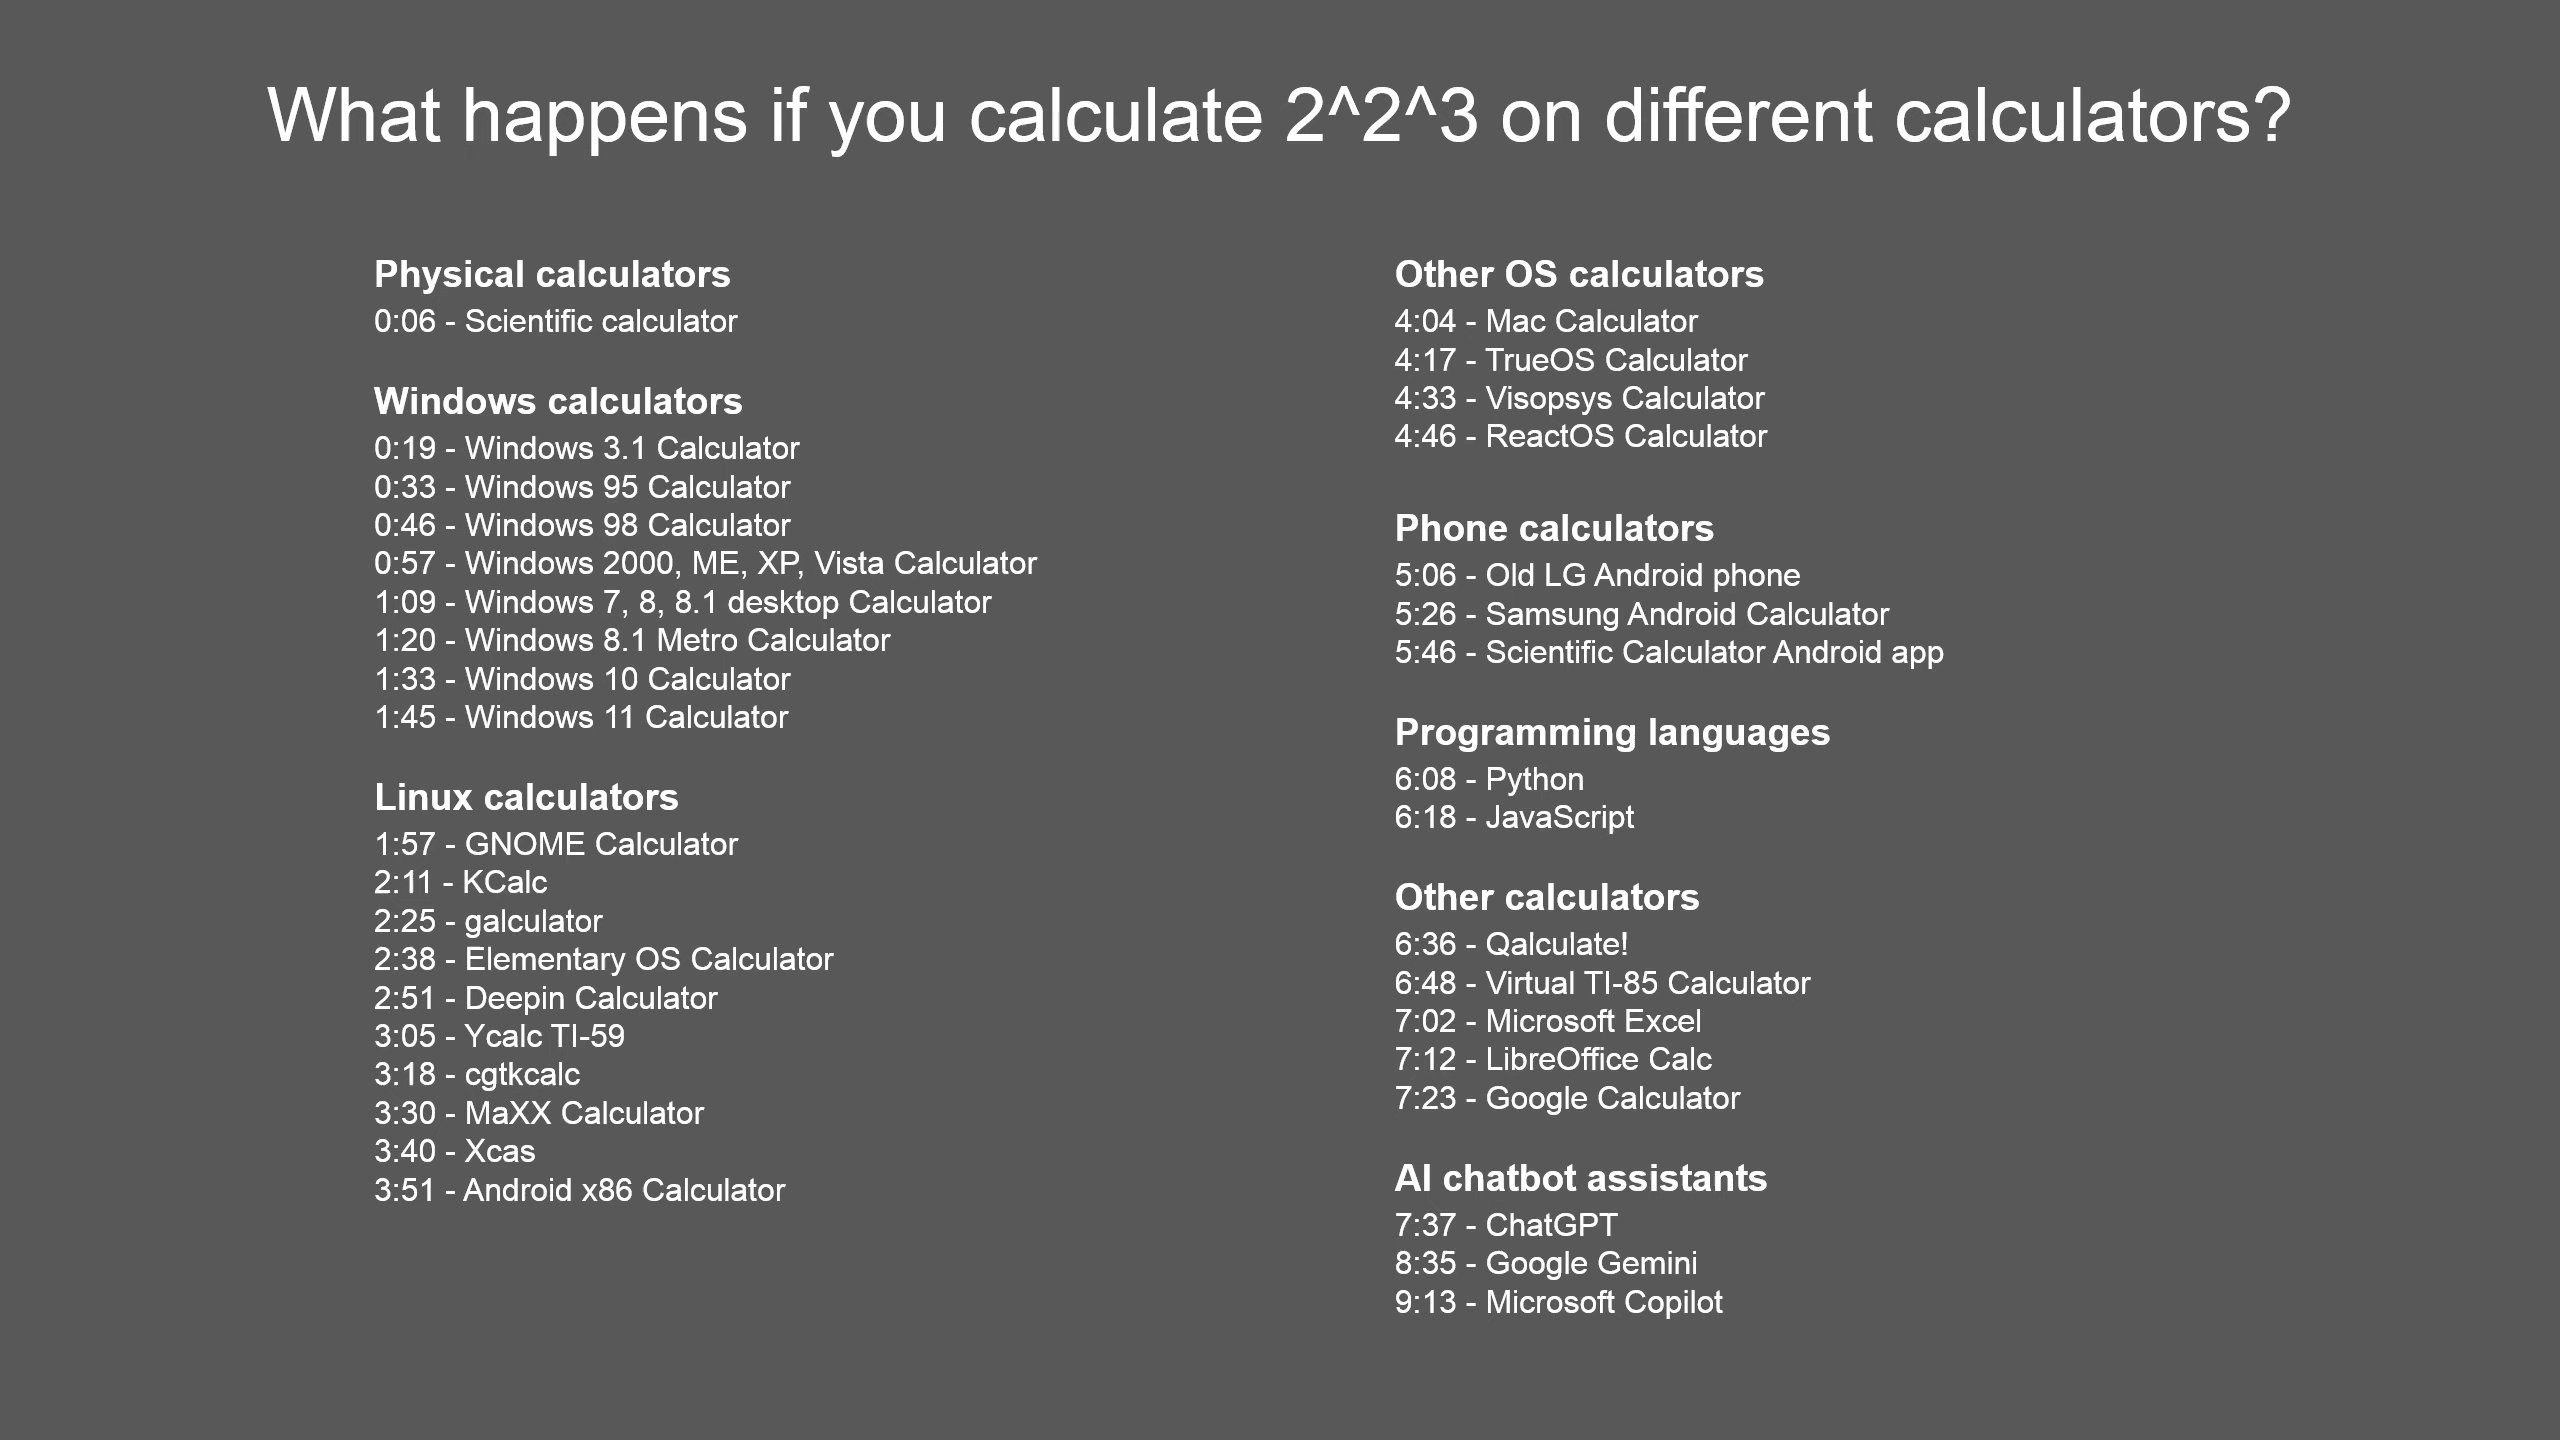 What happens if you calculate 2^2^3 on different calculators?
Physical calculators
0:06 - Scientific calculator
Windows calculators
0:19 - Windows 3.1 Calculator
0:33 - Windows 95 Calculator
0:46 - Windows 98 Calculator
0:57 - Windows 2000, ME, XP, Vista Calculator
1:09 - Windows 7, 8, 8.1 desktop Calculator
1:20 - Windows 8.1 Metro Calculator
1:33 - Windows 10 Calculator
1:45 - Windows 11 Calculator
Linux calculators
1:57 - GNOME Calculator
2:11 - KCalc
2:25 - galculator
2:38 - Elementary OS Calculator
2:51 - Deepin Calculator
3:05 - Ycalc TI-59
3:18 - cgtkcalc
3:30 - MaXX Calculator
3:40 - Xcas
3:51 - Android x86 Calculator
Other OS calculators
4:04 - Mac Calculator
4:17 - TrueOS Calculator
4:33 - Visopsys Calculator
4:46 - ReactOS Calculator
Phone calculators
5:06 - Old LG Android phone
5:26 - Samsung Android Calculator
5:46 - Scientific Calculator Android app
Programming languages
6:08 - Python
6:18 - JavaScript
Other calculators
6:36 - Qalculate!
6:48 - Virtual TI-85 Calculator
7:02 - Microsoft Excel
7:12 - LibreOffice Calc
7:23 - Google Calculator
AI chatbot assistants
7:37 - ChatGPT
8:35 - Google Gemini
9:13 - Microsoft Copilot